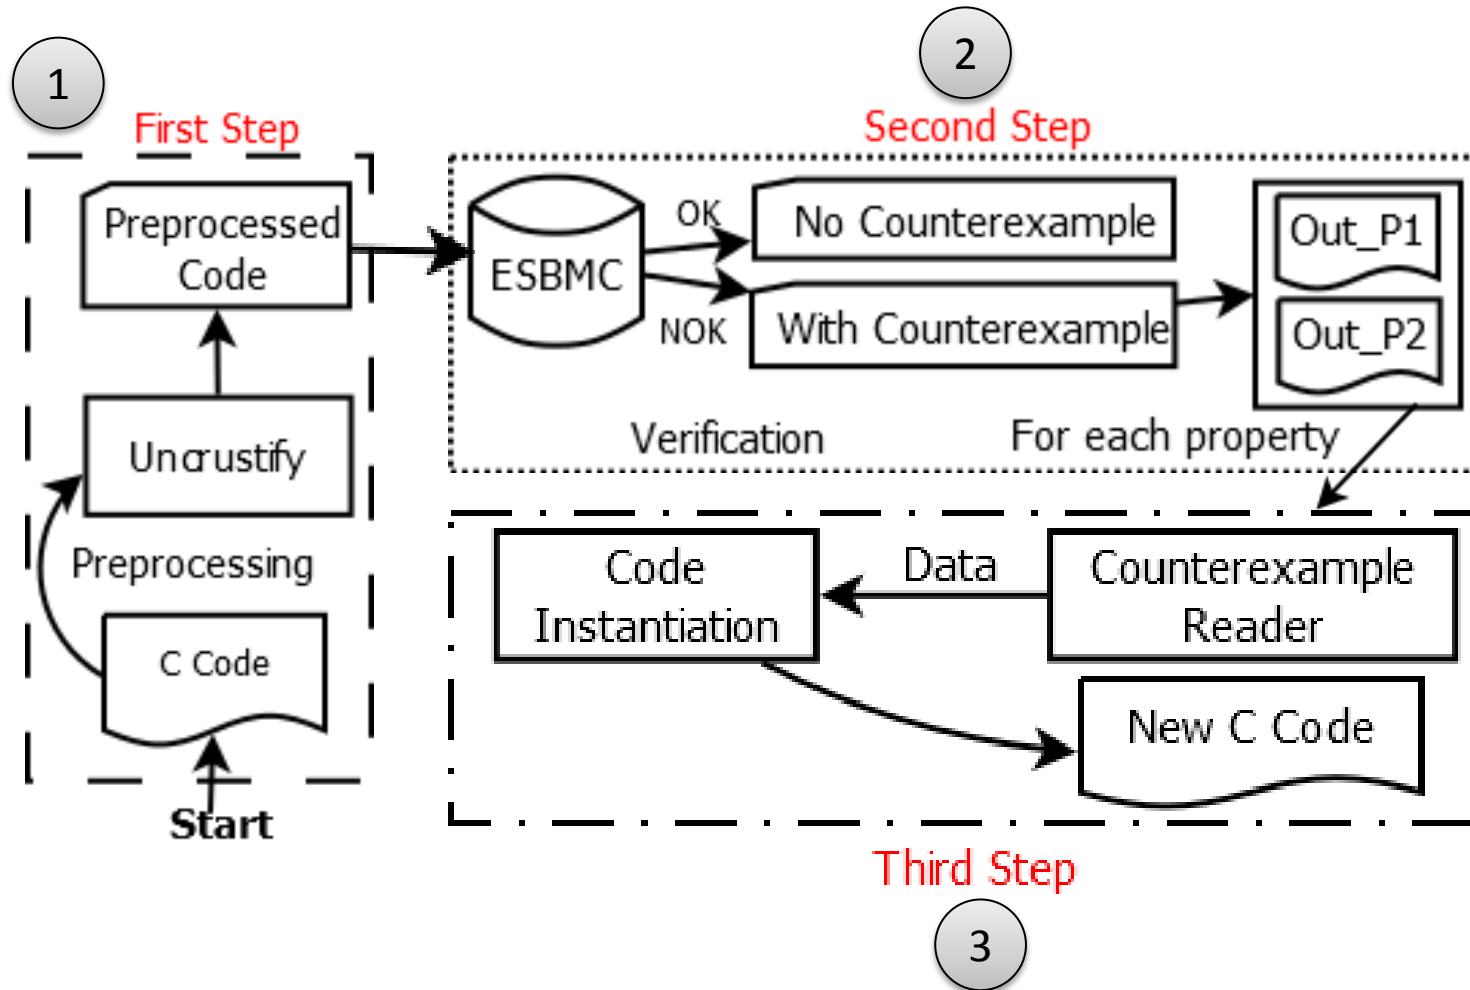 1
First Step
Preprocessed
Code
Uncrustify
Preprocessing
C Code
Start
2
Second Step
ESBMC
OK
No Counterexample
NOK
With Counterexample
Out_P1
Out_P2
Verification
For each property
Code
Instantiation
Data
Counterexample
Reader
New C Code
Third Step
3